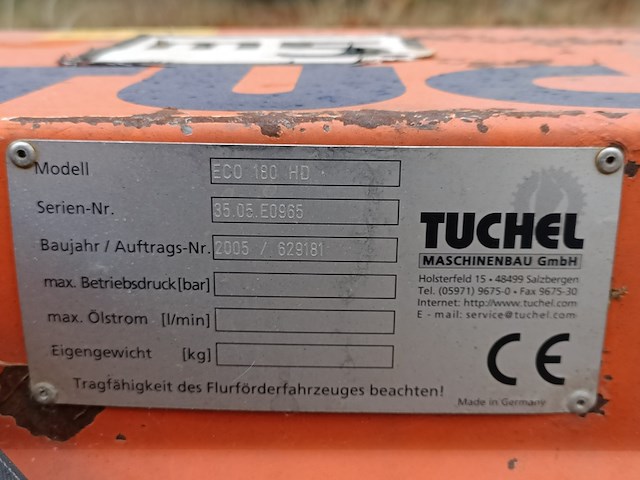 TUC
Modell ECO 180 HD
Serien-Nr. 35.05.E0965
Baujahr / Auftrags-Nr. 2005 / 629181
max. Betriebsdruck [bar]
max. Ölstrom [l/min]
Eigengewicht [kg]
Tragfähigkeit des Flurförderfahrzeuges beachten!
TUCHEL
MASCHINENBAU GmbH
Holsterfeld 15 • 48499 Salzbergen
Tel. (05971) 9675-0 • Fax 9675-30
Internet: http://www.tuchel.com
E - mail: service@tuchel.com
CE
Made in Germany